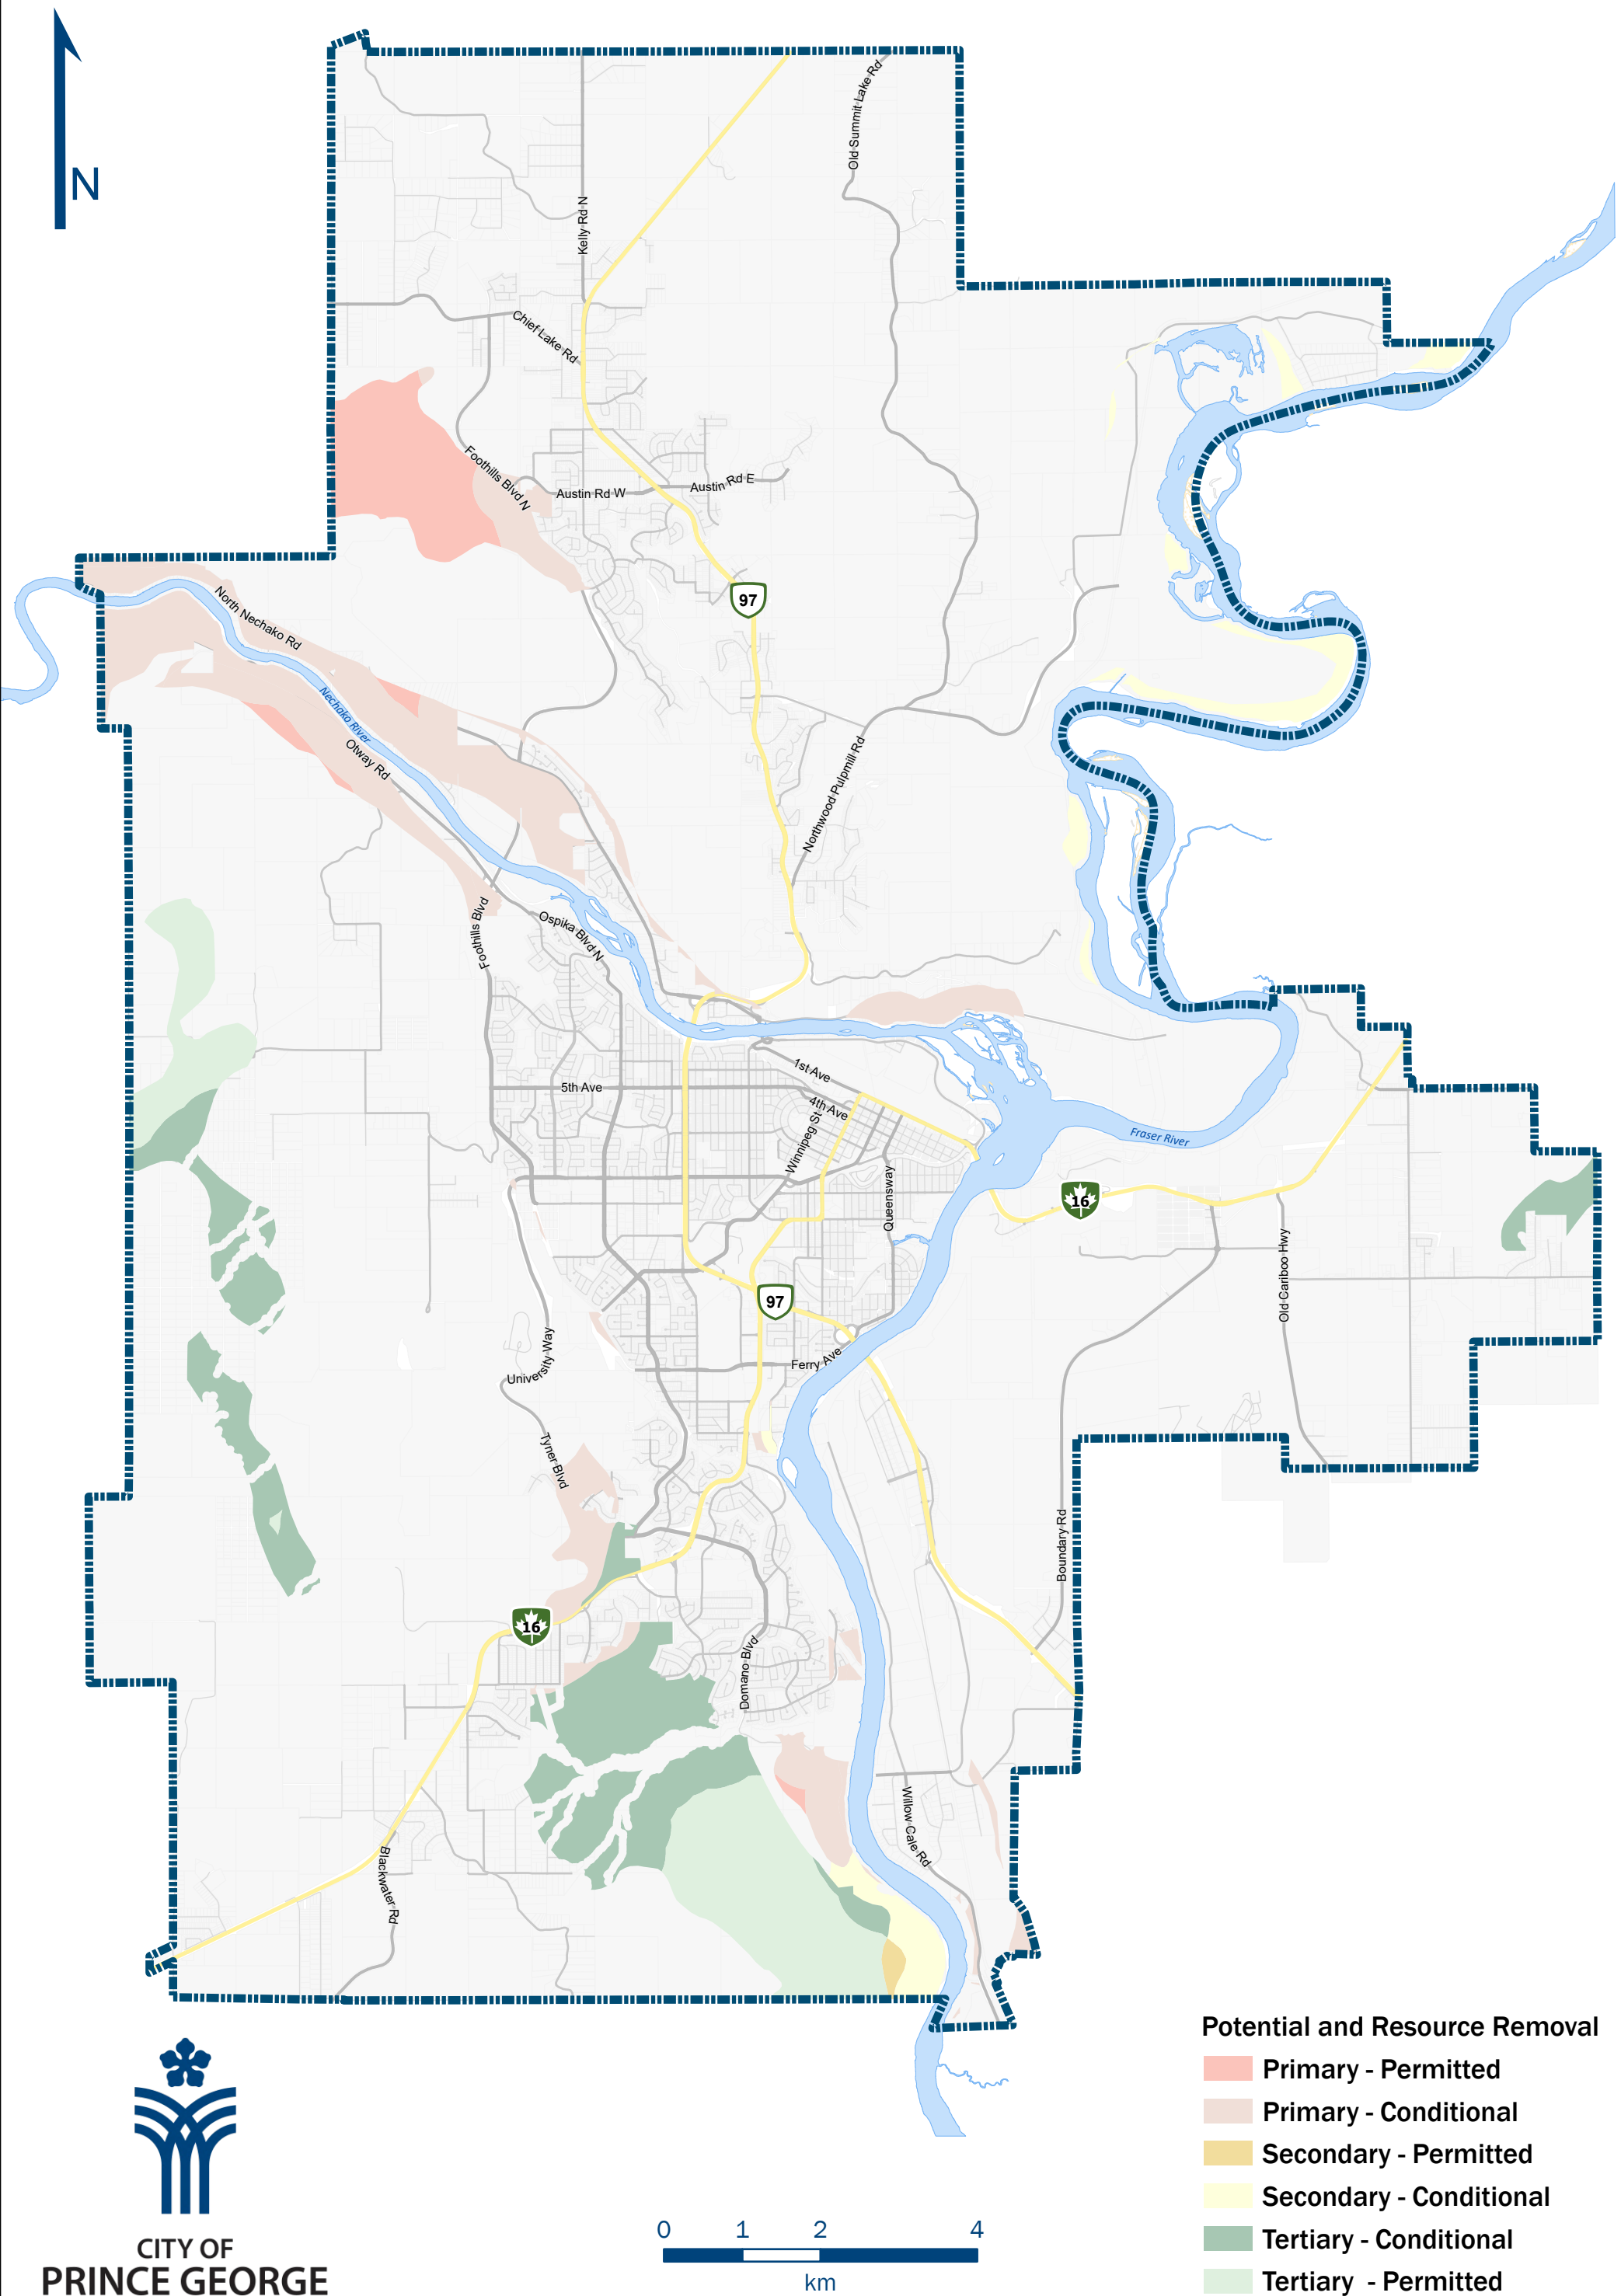 N
Old Summit Lake Rd
Kelly Rd N
Chief Lake Rd
Foothills Blvd N
Austin Rd W
Austin Rd E
97
North Nechako Rd
Nechako River
Otway Rd
Northwood Pulpmill Rd
Foothills Blvd
Ospika Blvd N
1st Ave
5th Ave
4th Ave
Winnipeg St
Fraser River
Queensway
16
Old Cariboo Hwy
97
University Way
Ferry Ave
Tyner Blvd
Boundary Rd
16
Domano Blvd
Willow Cale Rd
Blackwater Rd
Potential and Resource Removal
Primary - Permitted
Primary - Conditional
Secondary - Permitted
Secondary - Conditional
Tertiary - Conditional
Tertiary - Permitted
0 1 2 4
km
CITY OF
PRINCE GEORGE